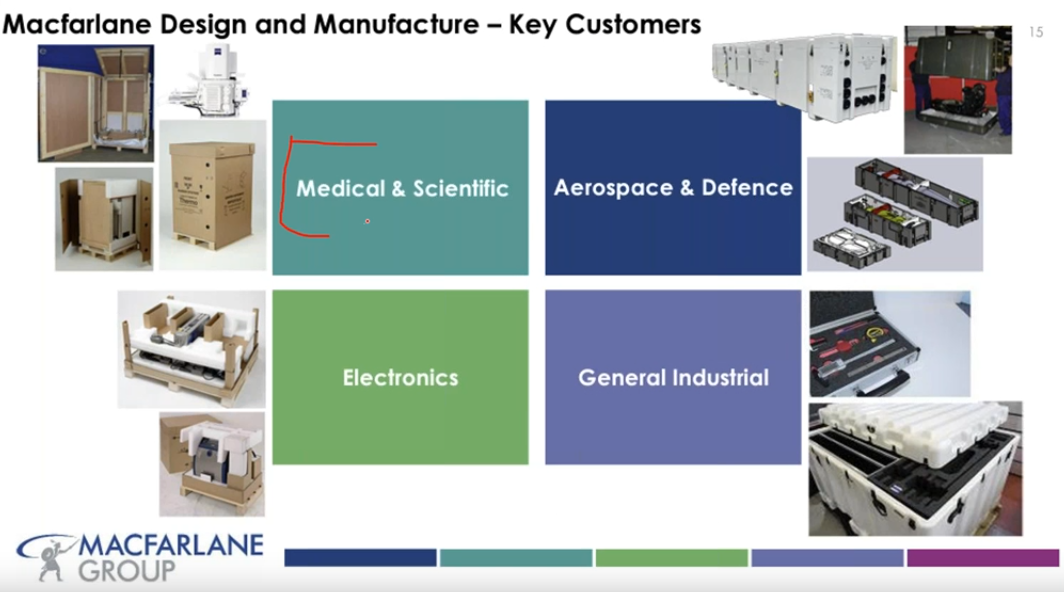 Macfarlane Design and Manufacture – Key Customers
15
Medical & Scientific
Aerospace & Defence
Electronics
General Industrial
MACFARLANE
GROUP